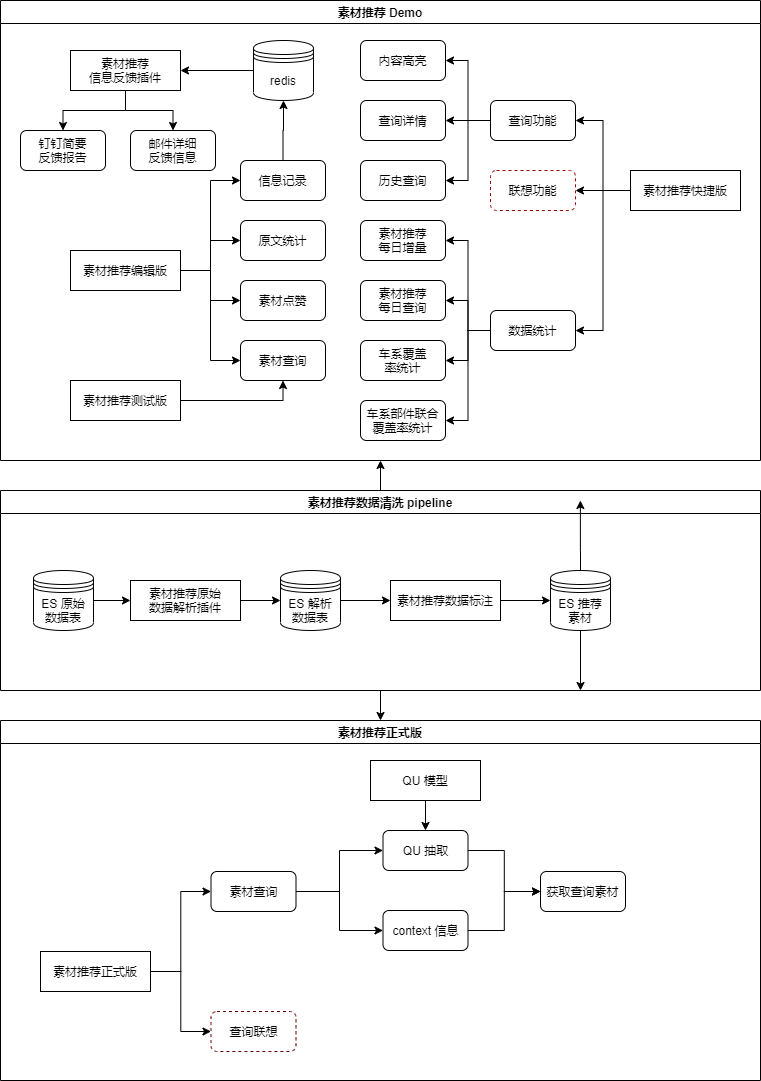 素材推荐 Demo
素材推荐
信息反馈插件
redis
钉钉简要
反馈报告
邮件详细
反馈信息
信息记录
原文统计
素材推荐编辑版
素材点赞
素材查询
素材推荐测试版
内容高亮
查询详情
查询功能
历史查询
联想功能
素材推荐快捷版
素材推荐
每日增量
素材推荐
每日查询
数据统计
车系覆盖
率统计
车系部件联合
覆盖率统计
素材推荐数据清洗 pipeline
ES 原始
数据表
素材推荐原始
数据解析插件
ES 解析
数据表
素材推荐数据标注
ES 推荐
素材
素材推荐正式版
QU 模型
QU 抽取
素材查询
获取查询素材
context 信息
素材推荐正式版
查询联想